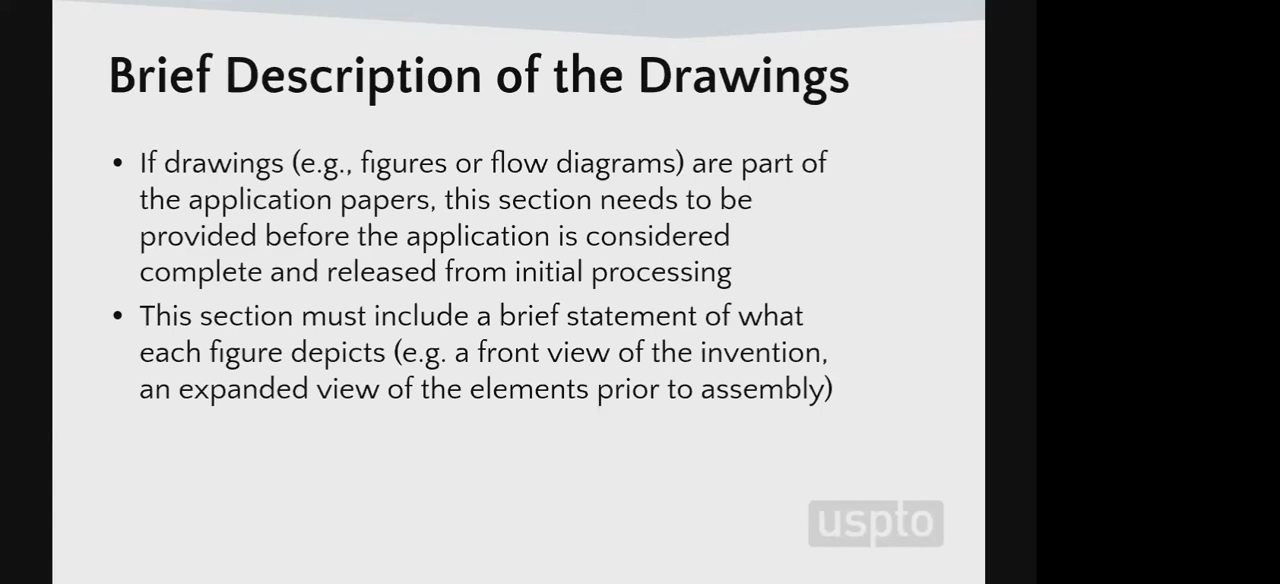 Brief Description of the Drawings
• If drawings (e.g., figures or flow diagrams) are part of
the application papers, this section needs to be
provided before the application is considered
complete and released from initial processing
• This section must include a brief statement of what
each figure depicts (e.g. a front view of the invention,
an expanded view of the elements prior to assembly)
uspto